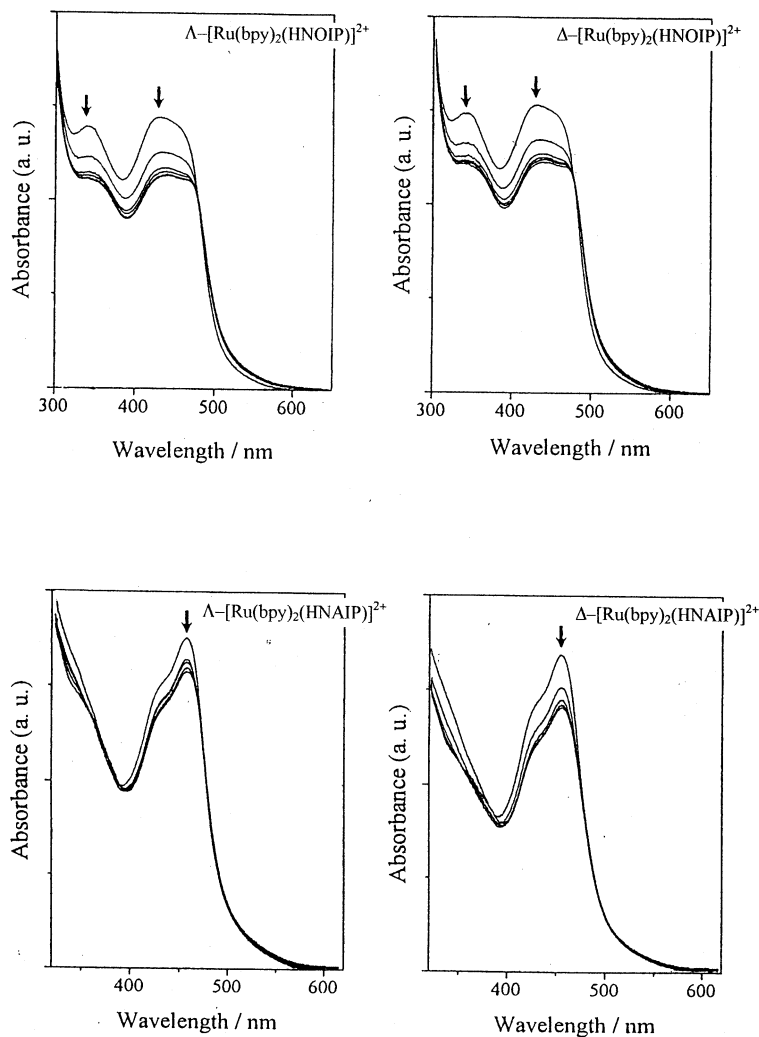 Λ–[Ru(bpy)₂(HNOIP)]²⁺
Absorbance (a. u.)
300 400 500 600
Wavelength / nm
Δ–[Ru(bpy)₂(HNOIP)]²⁺
Absorbance (a. u.)
300 400 500 600
Wavelength / nm
Λ–[Ru(bpy)₂(HNAIP)]²⁺
Absorbance (a. u.)
400 500 600
Wavelength / nm
Δ–[Ru(bpy)₂(HNAIP)]²⁺
Absorbance (a. u.)
400 500 600
Wavelength / nm